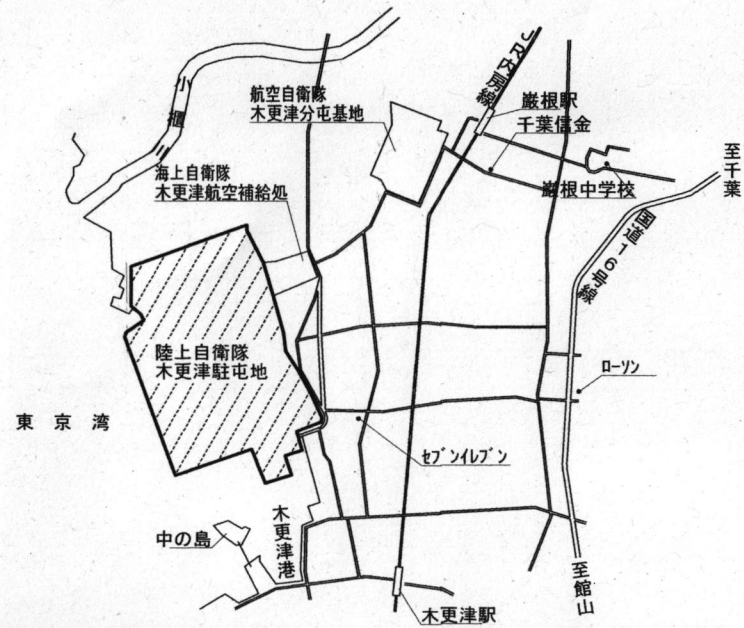 小櫃川
航空自衛隊
木更津分屯基地
JR内房線
巌根駅
千葉信金
巌根中学校
至千葉
海上自衛隊
木更津航空補給処
国道16号線
陸上自衛隊
木更津駐屯地
ローソン
東京湾
セブンイレブン
中の島
木更津港
至館山
木更津駅